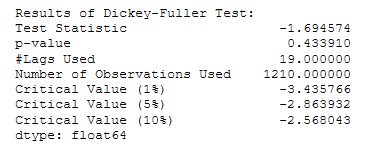 Results of Dickey-Fuller Test:
Test Statistic -1.694574
p-value 0.433910
#Lags Used 19.000000
Number of Observations Used 1210.000000
Critical Value (1%) -3.435766
Critical Value (5%) -2.863932
Critical Value (10%) -2.568043
dtype: float64